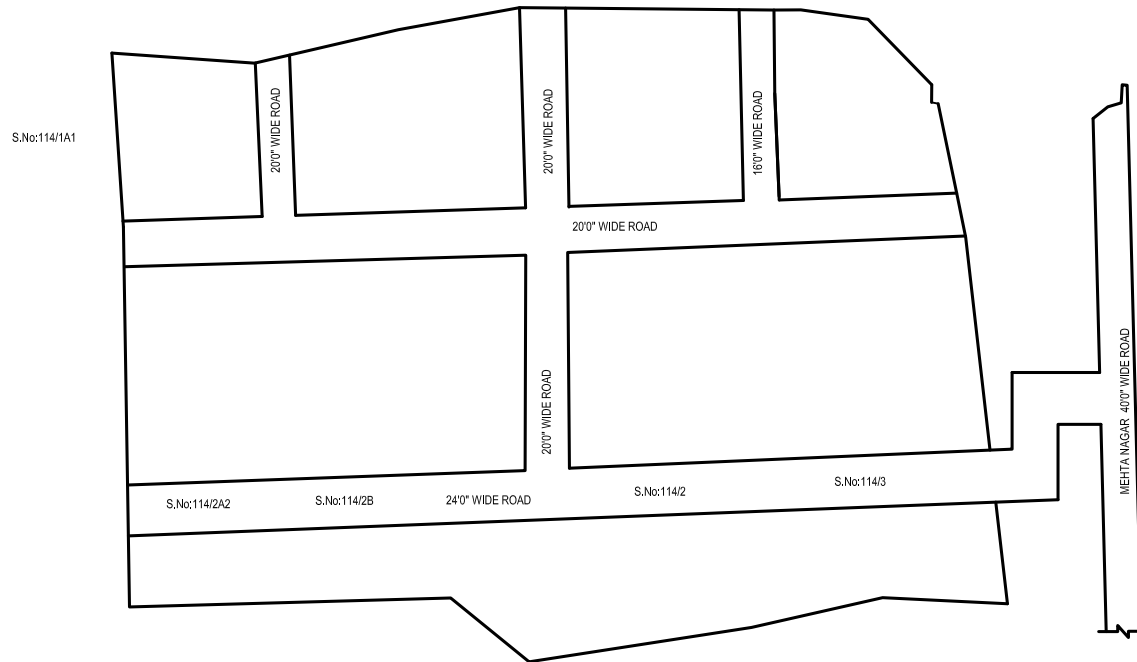 S.No:114/1A1
20'0" WIDE ROAD
20'0" WIDE ROAD
16'0" WIDE ROAD
20'0" WIDE ROAD
20'0" WIDE ROAD
MEHTA NAGAR 40'0" WIDE ROAD
S.No:114/2A2
S.No:114/2B
24'0" WIDE ROAD
S.No:114/2
S.No:114/3